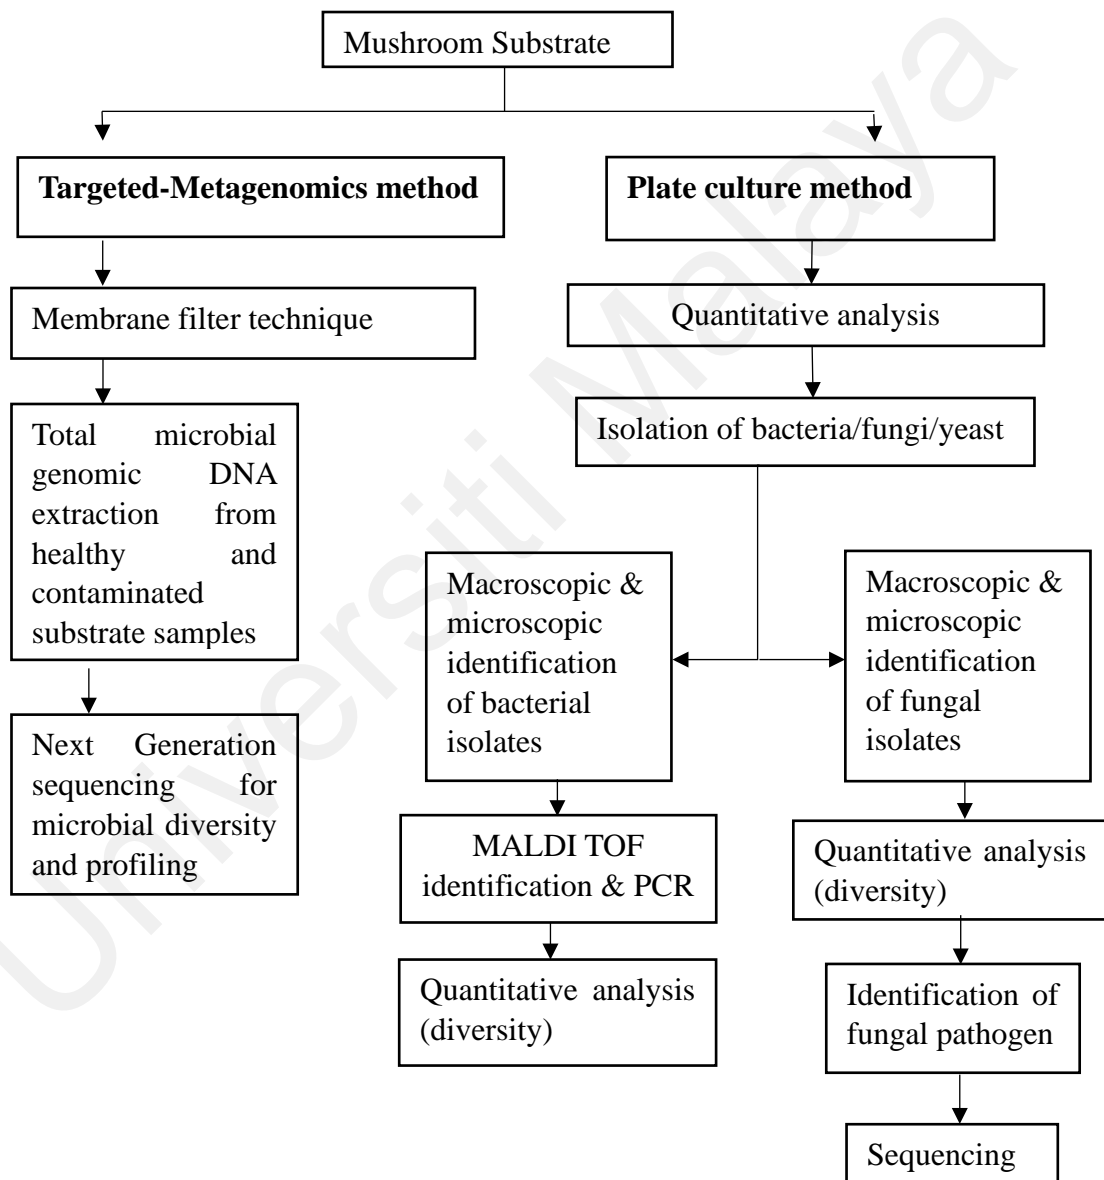 Mushroom Substrate
Targeted-Metagenomics method
Plate culture method
Membrane filter technique
Quantitative analysis
Total microbial
genomic DNA
extraction from
healthy and
contaminated
substrate samples
Isolation of bacteria/fungi/yeast
Macroscopic &
microscopic
identification
of bacterial
isolates
Macroscopic &
microscopic
identification
of fungal
isolates
Next Generation
sequencing for
microbial diversity
and profiling
MALDI TOF
identification & PCR
Quantitative analysis
(diversity)
Quantitative analysis
(diversity)
Identification of
fungal pathogen
Sequencing
Universiti Malaya